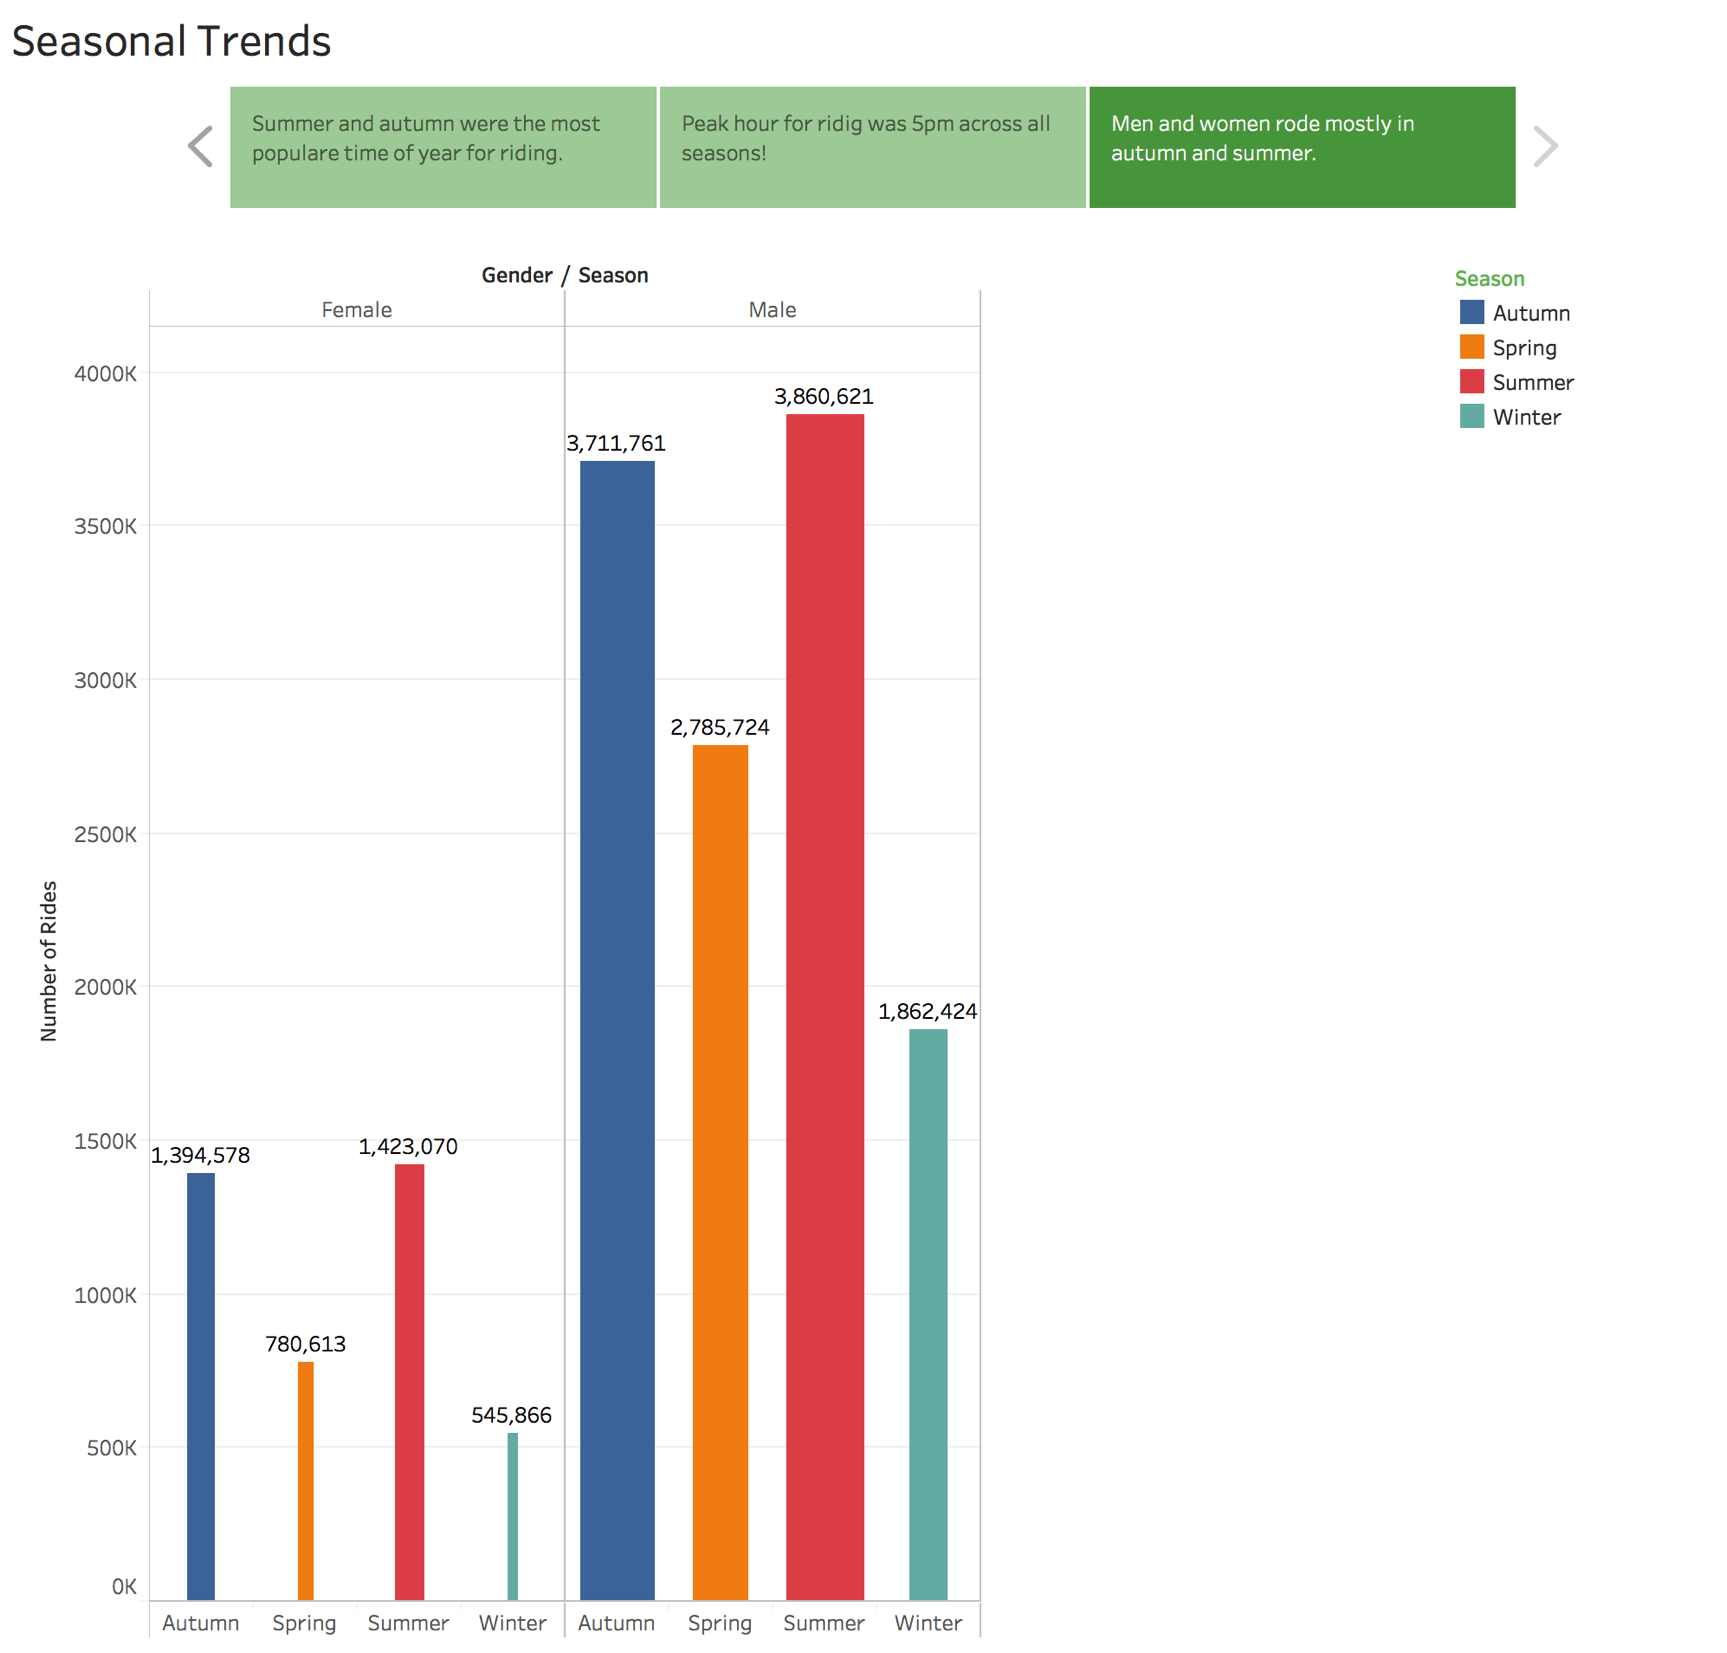 Seasonal Trends
Summer and autumn were the most
populare time of year for riding.
Peak hour for ridig was 5pm across all
seasons!
Men and women rode mostly in
autumn and summer.
Gender / Season
Female
Male
Season
Autumn
Spring
Summer
Winter
Number of Rides
4000K
3500K
3000K
2500K
2000K
1500K
1000K
500K
0K
1,394,578
780,613
1,423,070
545,866
3,711,761
2,785,724
3,860,621
1,862,424
Autumn
Spring
Summer
Winter
Autumn
Spring
Summer
Winter